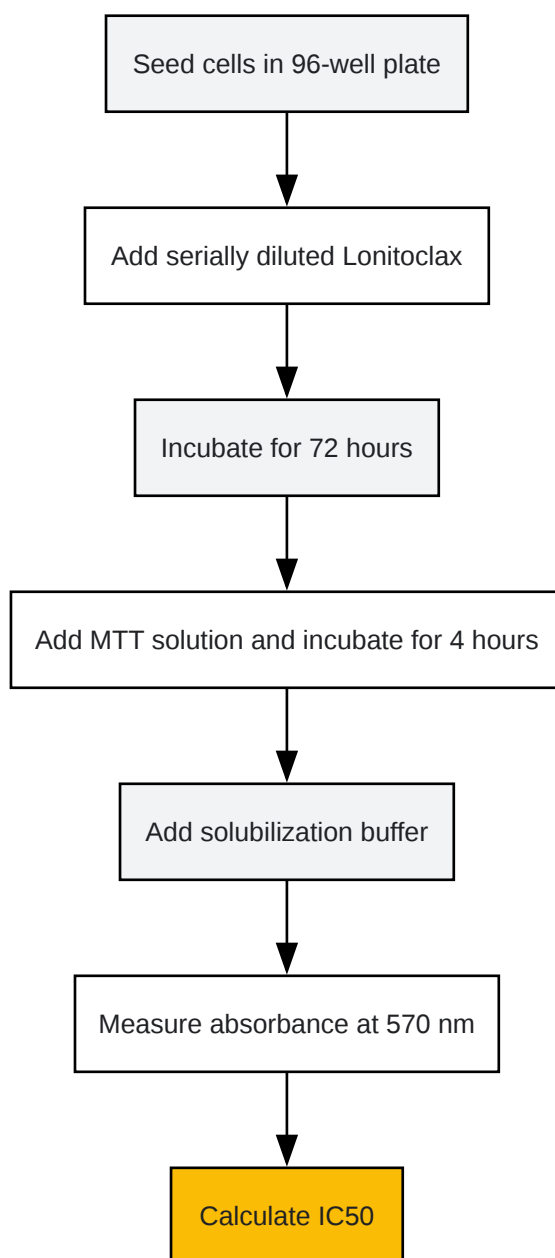 Seed cells in 96-well plate
Add serially diluted Lonitoclax
Incubate for 72 hours
Add MTT solution and incubate for 4 hours
Add solubilization buffer
Measure absorbance at 570 nm
Calculate IC50